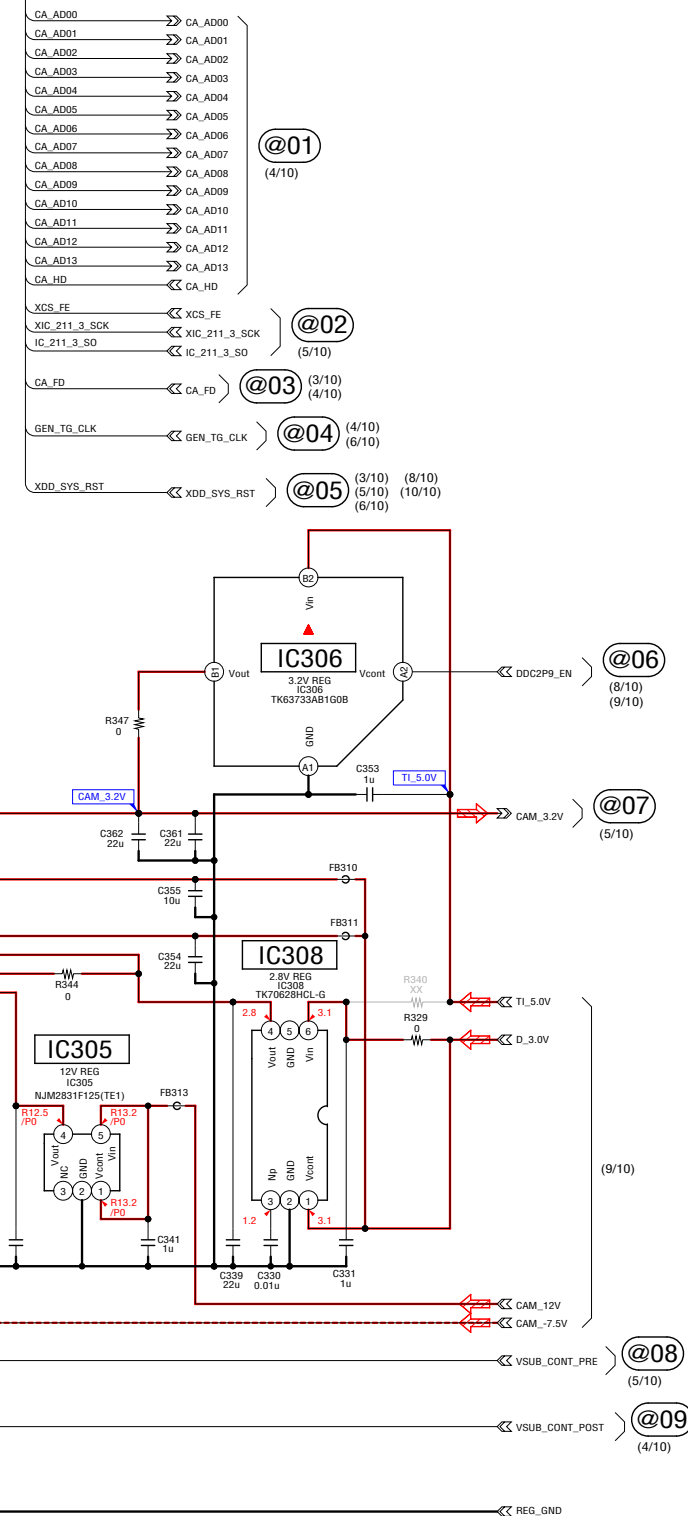 CA_AD00 CA_AD00
CA_AD01 CA_AD01
CA_AD02 CA_AD02
CA_AD03 CA_AD03
CA_AD04 CA_AD04
CA_AD05 CA_AD05
CA_AD06 CA_AD06
CA_AD07 CA_AD07
CA_AD08 CA_AD08
CA_AD09 CA_AD09
CA_AD10 CA_AD10
CA_AD11 CA_AD11
CA_AD12 CA_AD12
CA_AD13 CA_AD13
CA_HD CA_HD
@01
(4/10)
XCS_FE XCS_FE
XIC_211_3_SCK XIC_211_3_SCK
IC_211_3_SO IC_211_3_SO
@02
(5/10)
CA_FD CA_FD
@03
(3/10)
(4/10)
GEN_TG_CLK GEN_TG_CLK
@04
(4/10)
(6/10)
XDD_SYS_RST XDD_SYS_RST
@05
(3/10) (8/10)
(5/10) (10/10)
(6/10)
B2
Vin
IC306
3.2V REG
IC306
TK63733AB1G0B
B1
Vout
Vcont
A2
GND
A1
DDC2P9_EN
@06
(8/10)
(9/10)
R347
0
C353
1u
TI_5.0V
CAM_3.2V
CAM_3.2V
@07
(5/10)
C362
22u
C361
22u
FB310
C355
10u
FB311
C354
22u
IC308
2.8V REG
IC308
TK70628HCL-G
R344
0
R340
XX
TI_5.0V
R329
0
D_3.0V
2.8
3.1
4
5
6
Vout
GND
Vin
Np
GND
Vcont
3
2
1
1.2
3.1
IC305
12V REG
IC305
NJM2831F125(TE1)
FB313
R12.5
/P0
R13.2
/P0
4
5
Vout
Vin
NC
GND
Vcont
3
2
1
R13.2
/P0
C341
1u
(9/10)
C339
22u
C330
0.01u
C331
1u
CAM_12V
CAM_-7.5V
VSUB_CONT_PRE
@08
(5/10)
VSUB_CONT_POST
@09
(4/10)
REG_GND